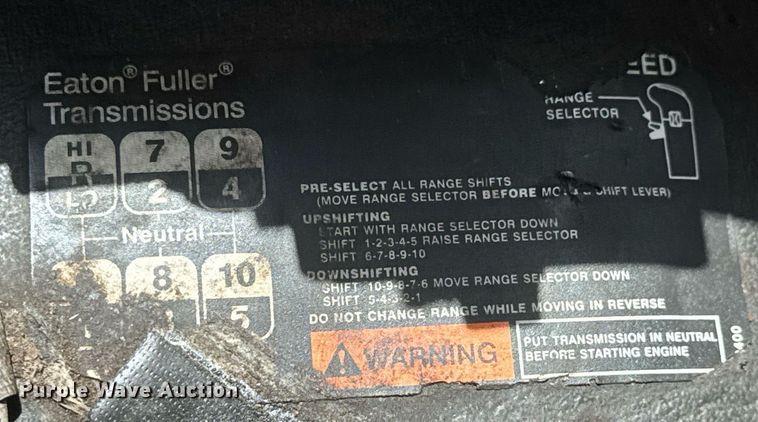 Eaton® Fuller®
Transmissions
HI
R
LO
7
2
9
4
Neutral
8
10
5
EED
RANGE
SELECTOR
PRE-SELECT ALL RANGE SHIFTS
(MOVE RANGE SELECTOR BEFORE SHIFT LEVER)
UPSHIFTING
START WITH RANGE SELECTOR DOWN
SHIFT 1-2-3-4-5 RAISE RANGE SELECTOR
SHIFT 6-7-8-9-10
DOWNSHIFTING
SHIFT 10-9-8-7-6 MOVE RANGE SELECTOR DOWN
SHIFT 5-4-3-2-1
DO NOT CHANGE RANGE WHILE MOVING IN REVERSE
WARNING
PUT TRANSMISSION IN NEUTRAL
BEFORE STARTING ENGINE
400
Purple Wave Auction